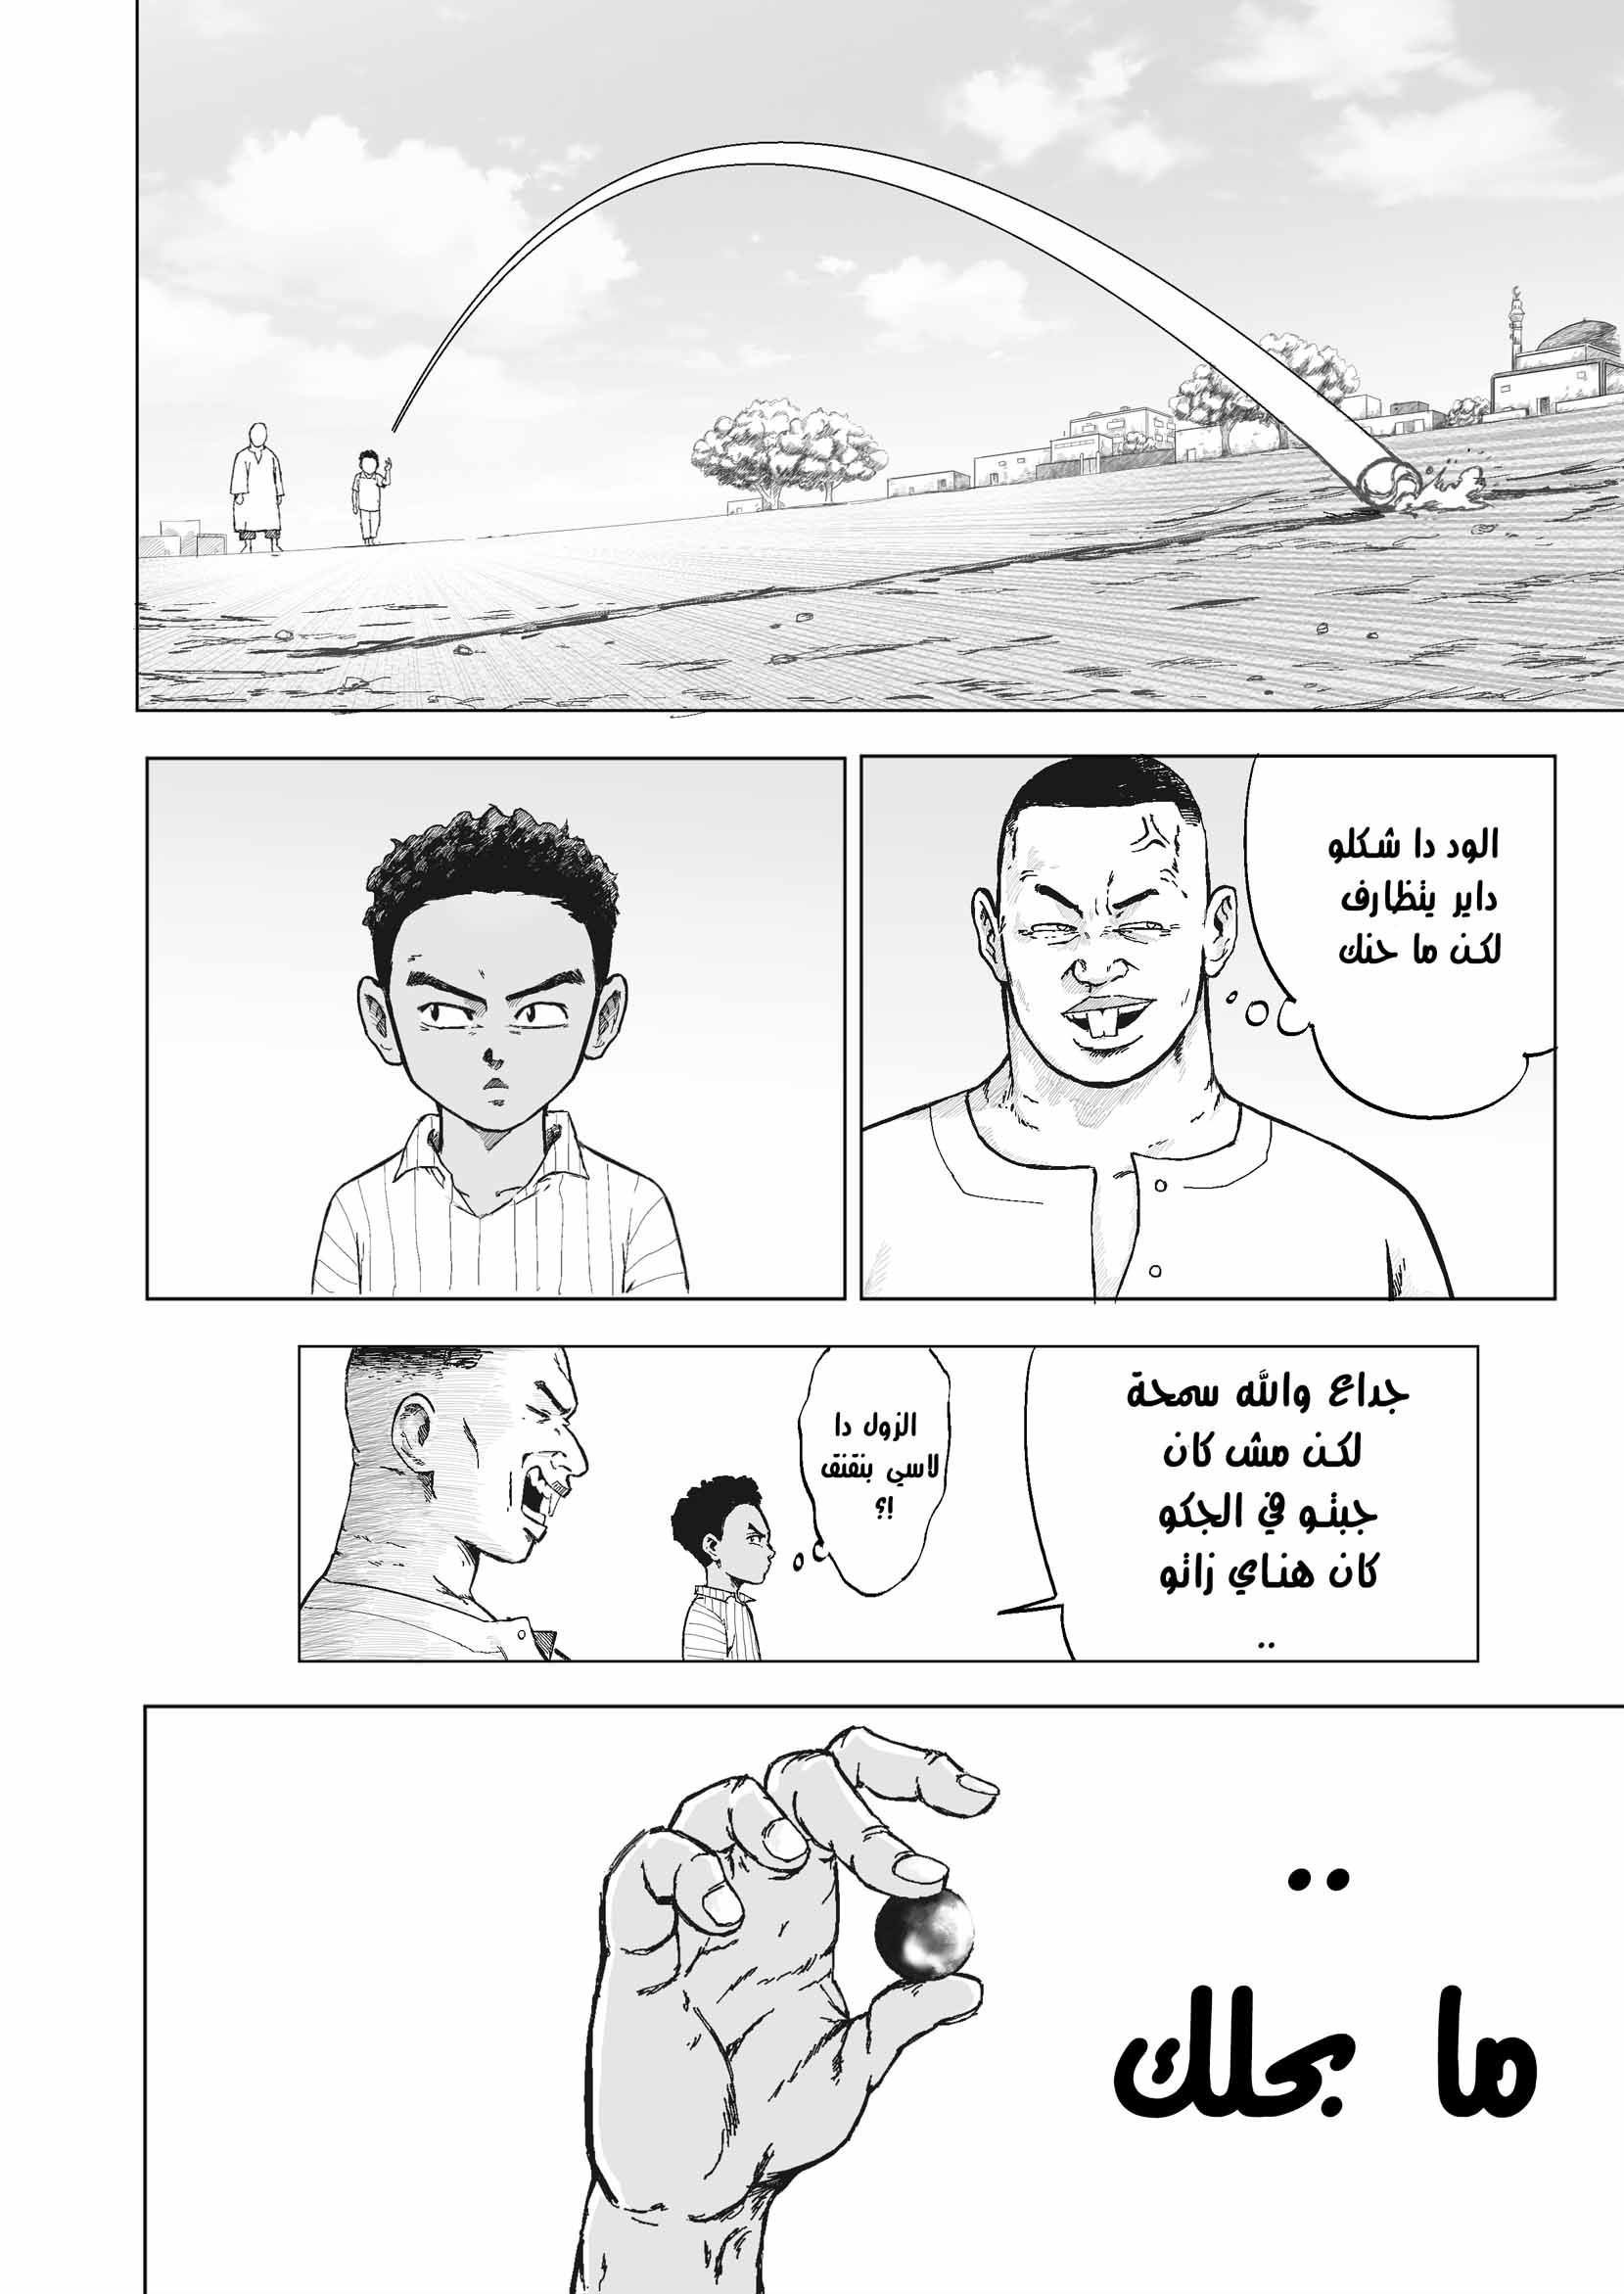 الود دا شكلو
داير يتظارف
لكن ما حنك
جداع والله سمحة
لكن مش كان
جبتو في الجكو
كان هناي زاتو
..
الزول دا
لاسي بنقنق
؟!
..
ما بحلك